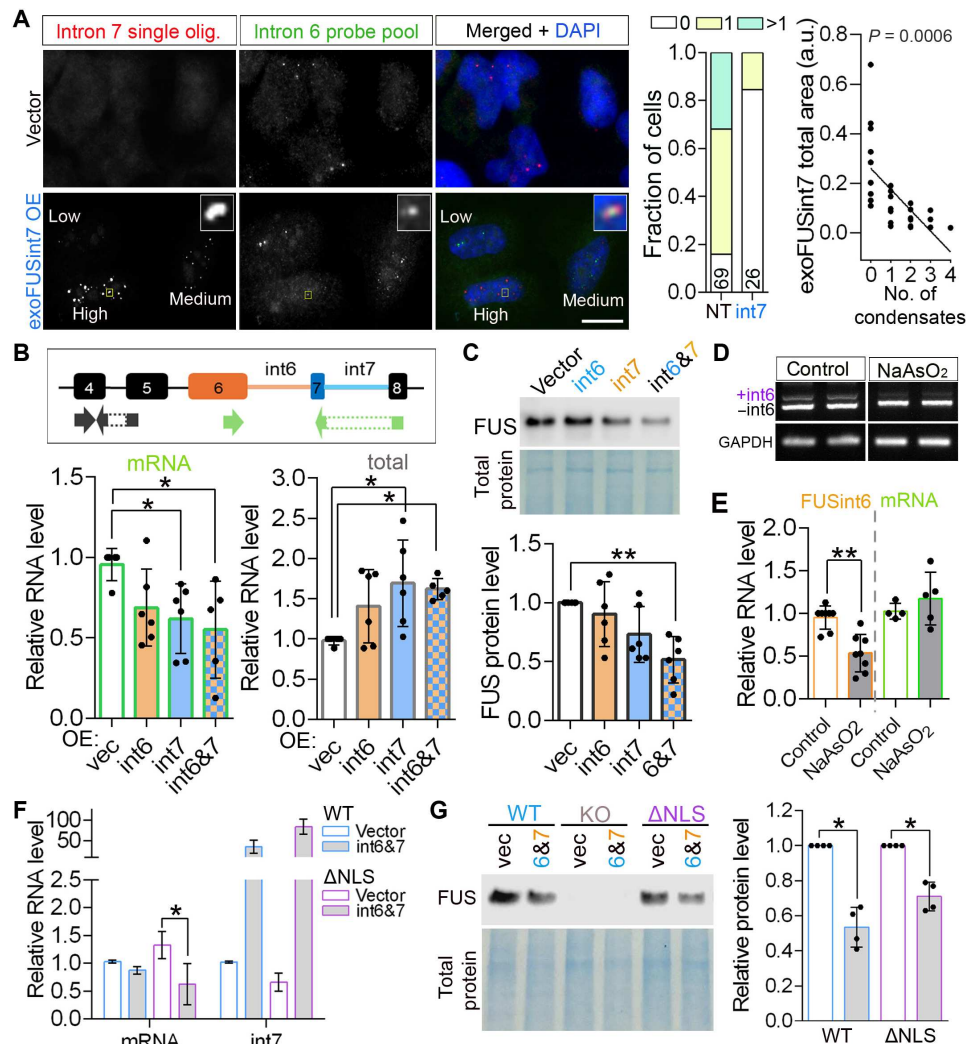 A
Intron 7 single olig.
Intron 6 probe pool
Merged + DAPI
Vector
exoFUSint7 OE
Low
High
Medium
Low
High
Medium
0 1 >1
Fraction of cells
1.0
0.8
0.6
0.4
0.2
0.0
69
26
NT int7
P = 0.0006
exoFUSint7 total area (a.u.)
0.8
0.6
0.4
0.2
0.0
0 1 2 3 4
No. of
condensates
B
int6
int7
4 5 6 7 8
mRNA
Relative RNA level
1.5
1.0
0.5
0.0
*
*
OE:
vec
int6
int7
int6&7
total
Relative RNA level
3.0
2.5
2.0
1.5
1.0
0.5
0.0
*
*
OE:
vec
int6
int7
int6&7
C
Vector
int6
int7
int6&7
FUS
Total
protein
FUS protein level
1.5
1.0
0.5
0.0
**
vec
int6
int7
6&7
D
Control
NaAsO2
+int6
–int6
GAPDH
E
FUSint6
mRNA
Relative RNA level
2.0
1.5
1.0
0.5
0.0
**
Control
NaAsO2
Control
NaAsO2
F
Relative RNA level
100
50
2.5
2.0
1.5
1.0
0.5
0.0
WT
Vector
int6&7
ΔNLS
Vector
int6&7
*
mRNA
int7
G
WT
KO
ΔNLS
vec
6&7
vec
6&7
vec
6&7
FUS
Total
protein
Relative protein level
1.2
1.0
0.8
0.6
0.4
0.2
0.0
*
*
WT
ΔNLS